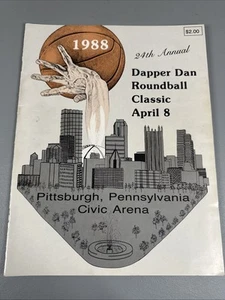 $2.00
1988
24th Annual
Dapper Dan
Roundball
Classic
April 8
Pittsburgh, Pennsylvania
Civic Arena